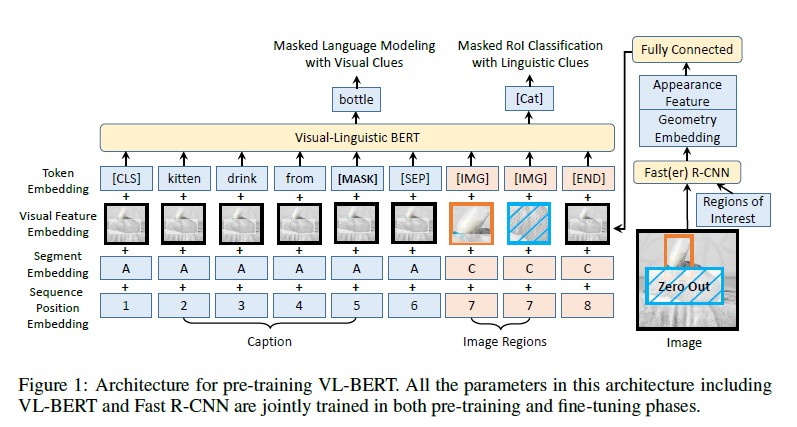 Masked Language Modeling
with Visual Clues
Masked RoI Classification
with Linguistic Clues
Fully Connected
bottle
[Cat]
Appearance
Feature
Geometry
Embedding
Visual-Linguistic BERT
Fast(er) R-CNN
Regions of
Interest
Token
Embedding
[CLS] kitten drink from [MASK] [SEP] [IMG] [IMG] [END]
+ + + + + + + + +
Visual Feature
Embedding
+ + + + + + + + +
Segment
Embedding
A A A A A A C C C
+ + + + + + + + +
Sequence
Position
Embedding
1 2 3 4 5 6 7 7 8
Caption
Image Regions
Zero Out
Image
Figure 1: Architecture for pre-training VL-BERT. All the parameters in this architecture including
VL-BERT and Fast R-CNN are jointly trained in both pre-training and fine-tuning phases.